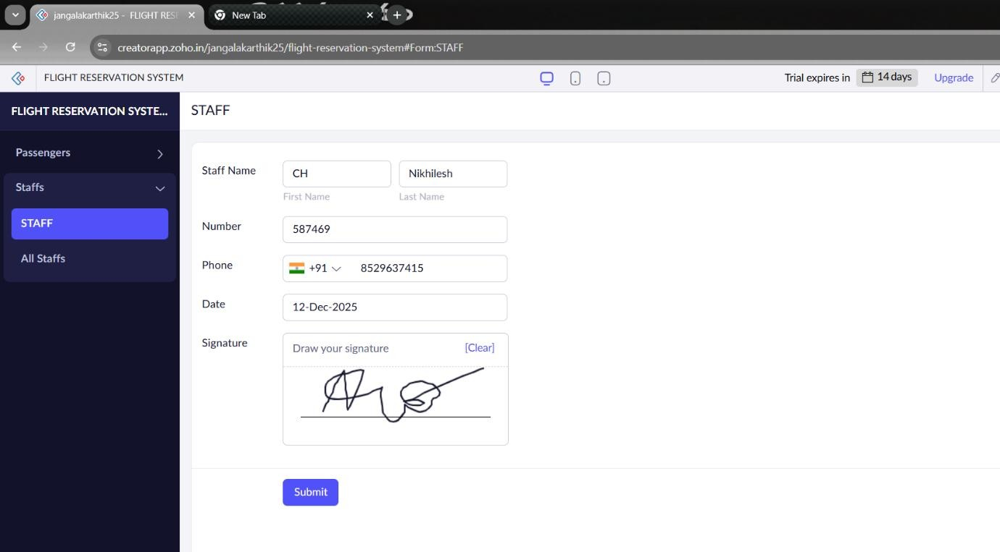 jangalakarthik25 - FLIGHT RESE
New Tab
creatorapp.zoho.in/jangalakarthik25/flight-reservation-system#Form:STAFF
FLIGHT RESERVATION SYSTEM
Trial expires in 14 days Upgrade
FLIGHT RESERVATION SYSTE...
STAFF
Passengers
Staffs
STAFF
All Staffs
Staff Name CH Nikhilesh
First Name Last Name
Number 587469
Phone +91 8529637415
Date 12-Dec-2025
Signature Draw your signature [Clear]
Submit